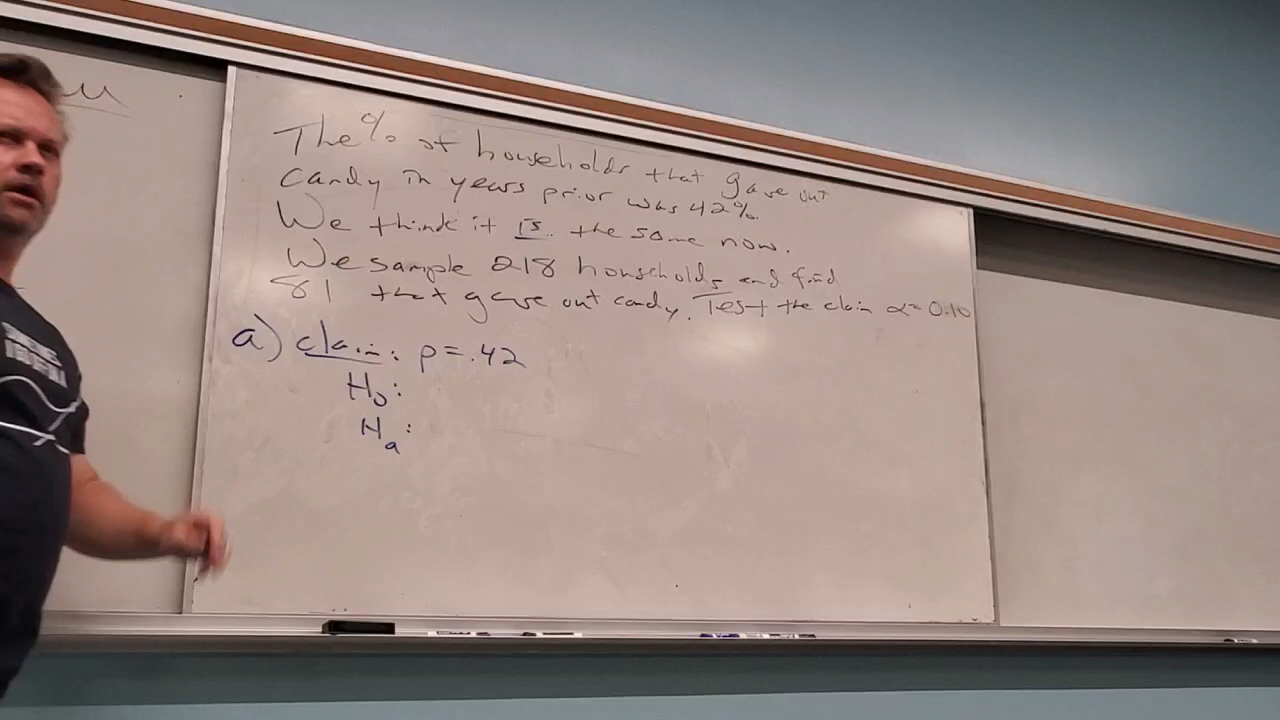 The % of households that gave out
candy in years prior was 42%.
We think it is the same now.
We sample 218 households and find
81 that gave out candy. Test the claim α = 0.10
a) claim: p = .42
H₀:
Hₐ: